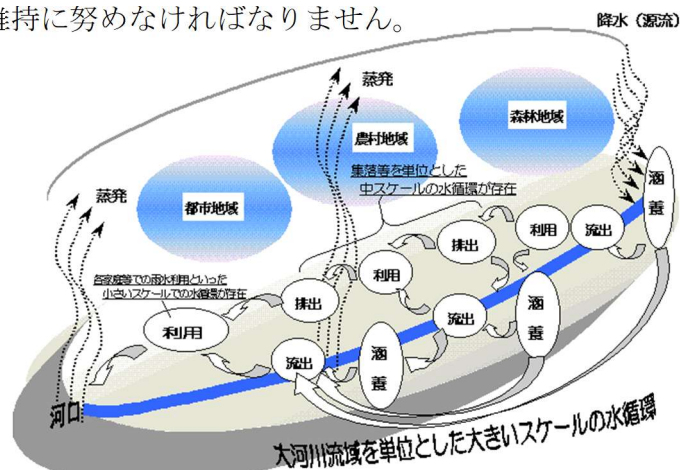 維持に努めなければなりません。
降水（源流）
蒸発
森林地域
農村地域
集落等を単位とした
中スケールの水循環が存在
涵養
蒸発
都市地域
利用
流出
排出
利用
各家庭等での雨水利用といった
小さいスケールでの水循環が存在
排出
流出
涵養
利用
流出
涵養
河口
大河川流域を単位とした大きいスケールの水循環